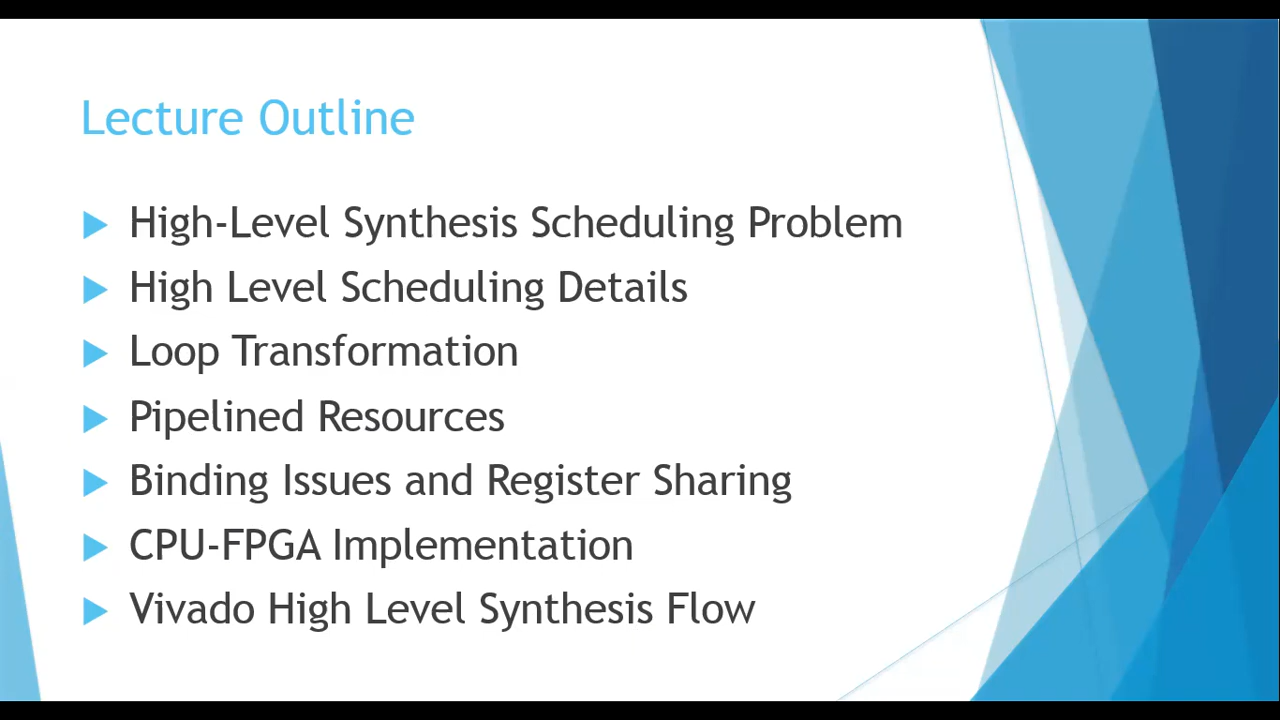 Lecture Outline
High-Level Synthesis Scheduling Problem
High Level Scheduling Details
Loop Transformation
Pipelined Resources
Binding Issues and Register Sharing
CPU-FPGA Implementation
Vivado High Level Synthesis Flow